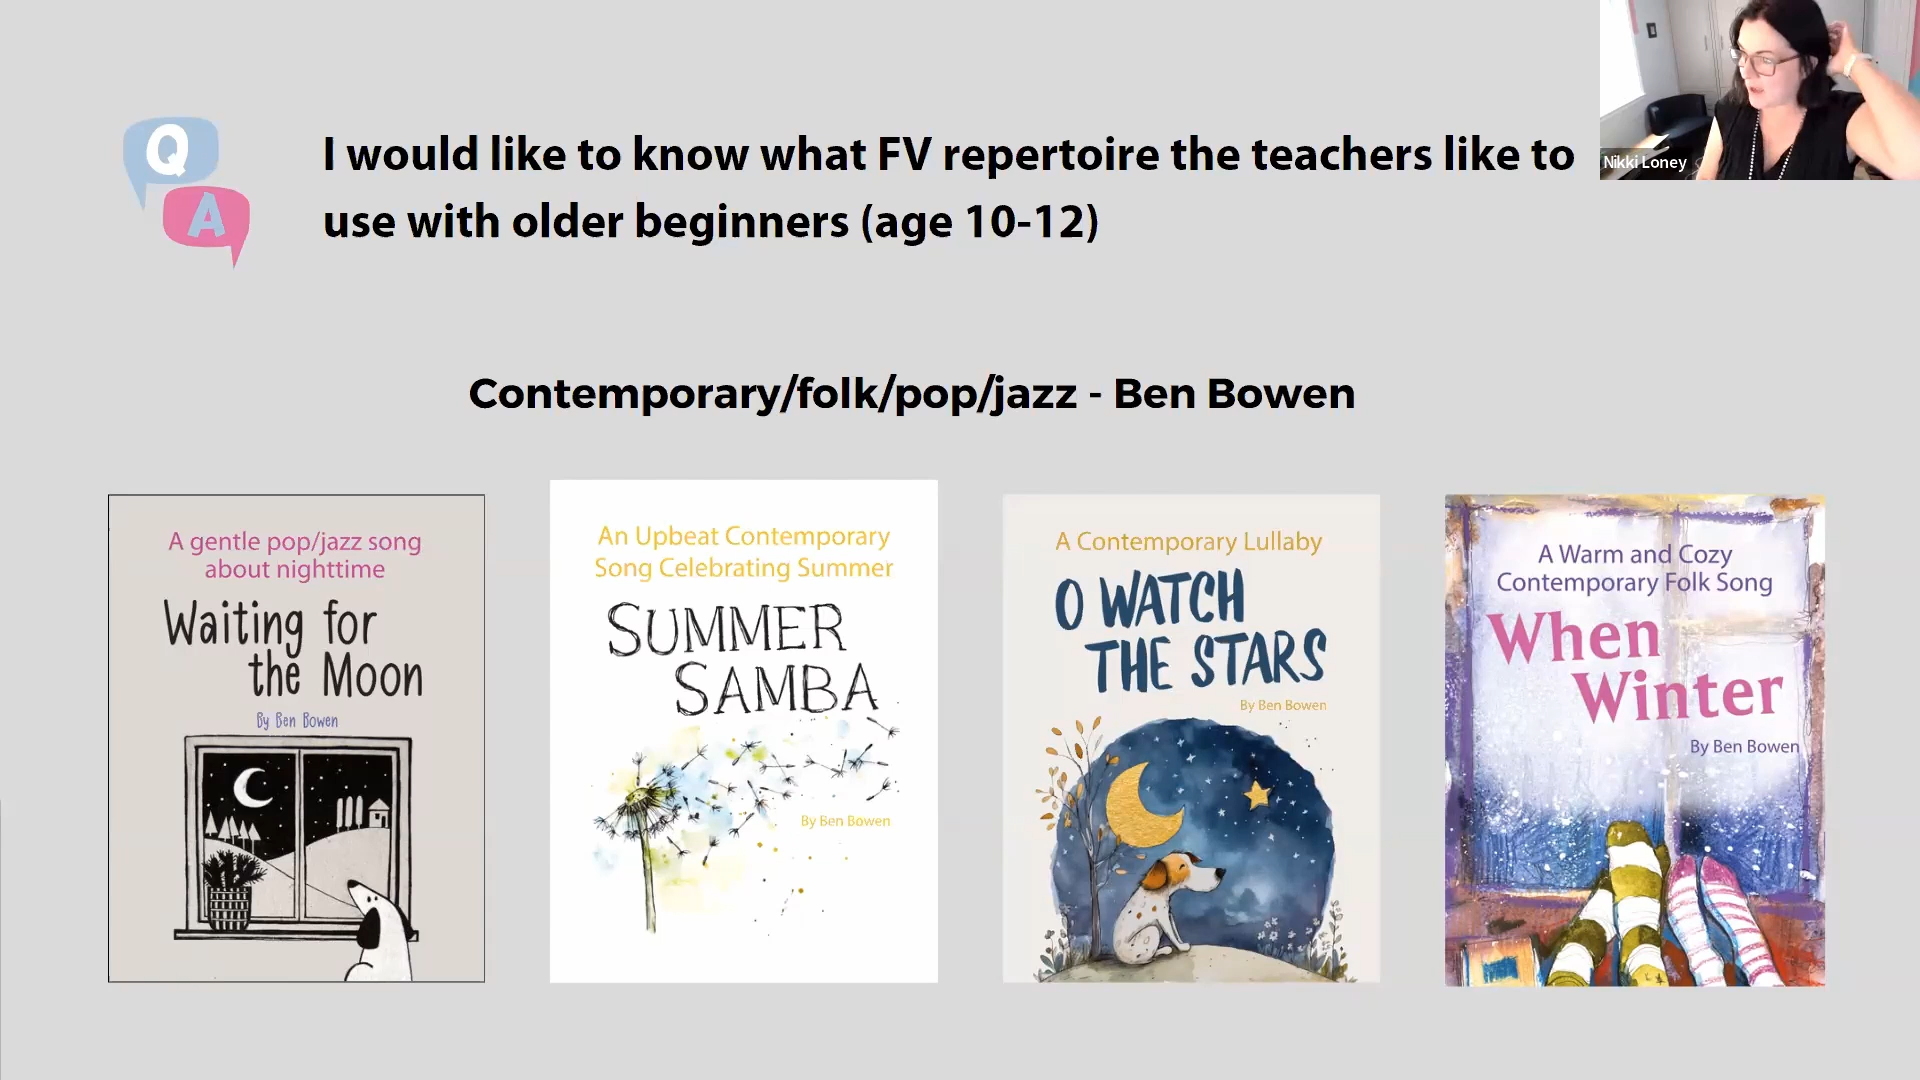 Q
A
I would like to know what FV repertoire the teachers like to
use with older beginners (age 10-12)
Nikki Loney
Contemporary/folk/pop/jazz - Ben Bowen
A gentle pop/jazz song
about nighttime
Waiting for
the Moon
By Ben Bowen
An Upbeat Contemporary
Song Celebrating Summer
SUMMER
SAMBA
By Ben Bowen
A Contemporary Lullaby
O WATCH
THE STARS
By Ben Bowen
A Warm and Cozy
Contemporary Folk Song
When
Winter
By Ben Bowen